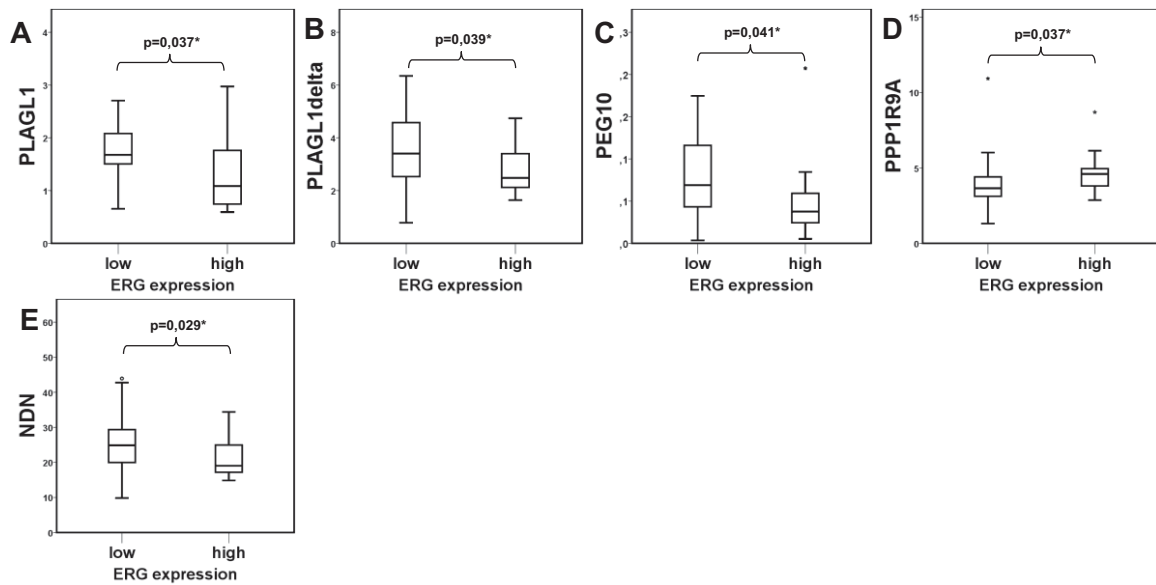 A
p=0,037*
PLAGL1
4
3
2
1
0
low
high
ERG expression
B
p=0,039*
PLAGL1delta
8
6
4
2
0
low
high
ERG expression
C
p=0,041*
PEG10
,3
,2
,2
,1
,1
,0
low
high
ERG expression
D
p=0,037*
PPP1R9A
15
10
5
0
low
high
ERG expression
E
p=0,029*
NDN
60
50
40
30
20
10
0
low
high
ERG expression